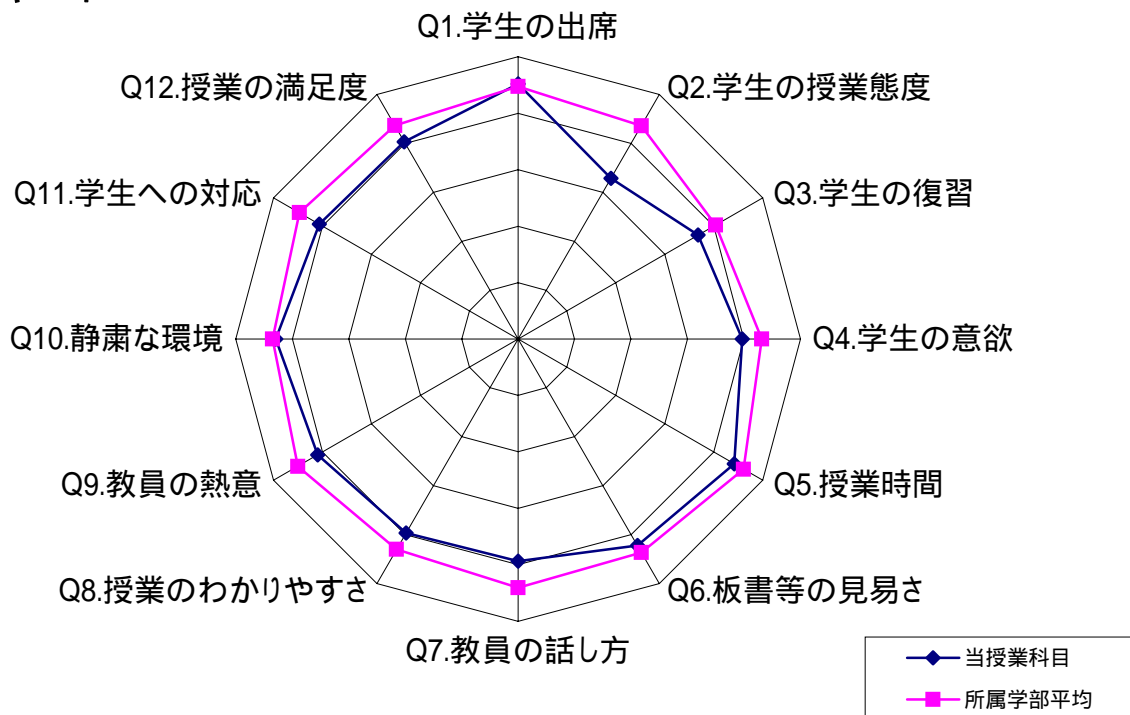 Q1.学生の出席
Q2.学生の授業態度
Q3.学生の復習
Q4.学生の意欲
Q5.授業時間
Q6.板書等の見易さ
Q7.教員の話し方
Q8.授業のわかりやすさ
Q9.教員の熱意
Q10.静粛な環境
Q11.学生への対応
Q12.授業の満足度
当授業科目
所属学部平均